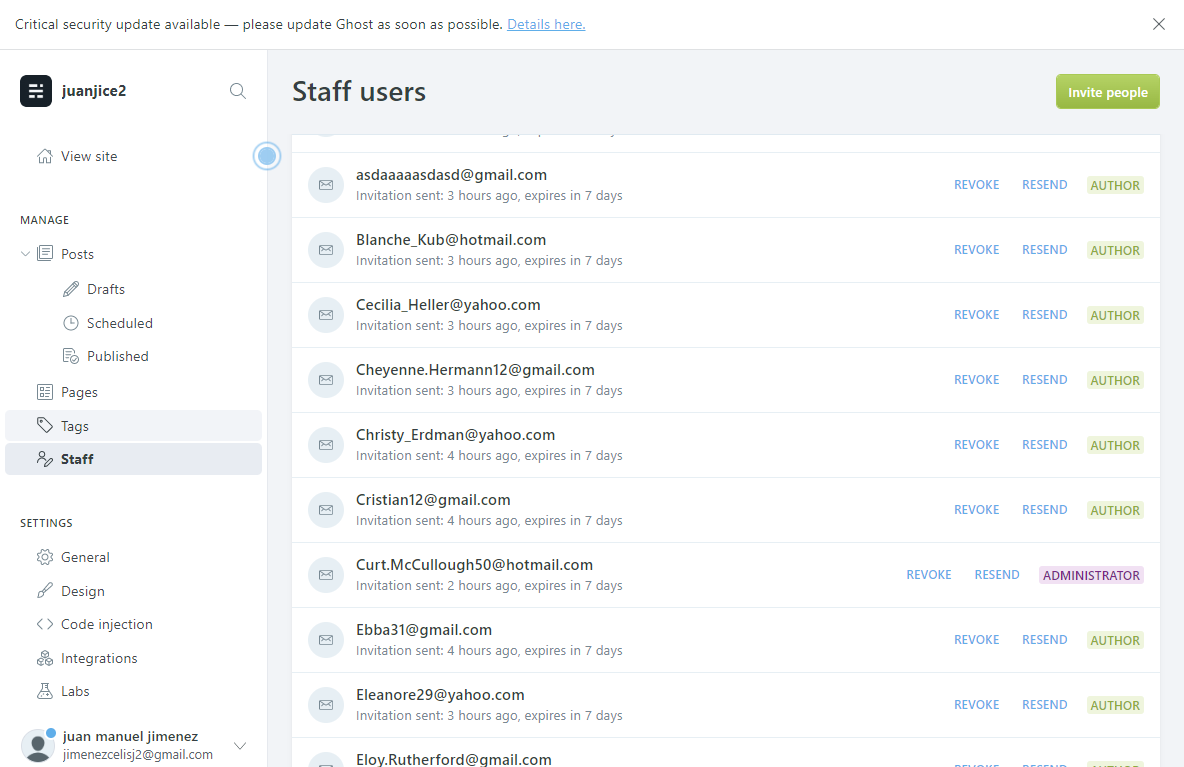 Critical security update available — please update Ghost as soon as possible. Details here.
juanjice2
View site
MANAGE
Posts
Drafts
Scheduled
Published
Pages
Tags
Staff
SETTINGS
General
Design
Code injection
Integrations
Labs
juan manuel jimenez
jimenezcelisj2@gmail.com
Staff users
Invite people
asdaaaaasdasd@gmail.com
Invitation sent: 3 hours ago, expires in 7 days
REVOKE RESEND AUTHOR
Blanche_Kub@hotmail.com
Invitation sent: 3 hours ago, expires in 7 days
REVOKE RESEND AUTHOR
Cecilia_Heller@yahoo.com
Invitation sent: 3 hours ago, expires in 7 days
REVOKE RESEND AUTHOR
Cheyenne.Hermann12@gmail.com
Invitation sent: 3 hours ago, expires in 7 days
REVOKE RESEND AUTHOR
Christy_Erdman@yahoo.com
Invitation sent: 4 hours ago, expires in 7 days
REVOKE RESEND AUTHOR
Cristian12@gmail.com
Invitation sent: 4 hours ago, expires in 7 days
REVOKE RESEND AUTHOR
Curt.McCullough50@hotmail.com
Invitation sent: 2 hours ago, expires in 7 days
REVOKE RESEND ADMINISTRATOR
Ebba31@gmail.com
Invitation sent: 4 hours ago, expires in 7 days
REVOKE RESEND AUTHOR
Eleanore29@yahoo.com
Invitation sent: 3 hours ago, expires in 7 days
REVOKE RESEND AUTHOR
Eloy.Rutherford@gmail.com